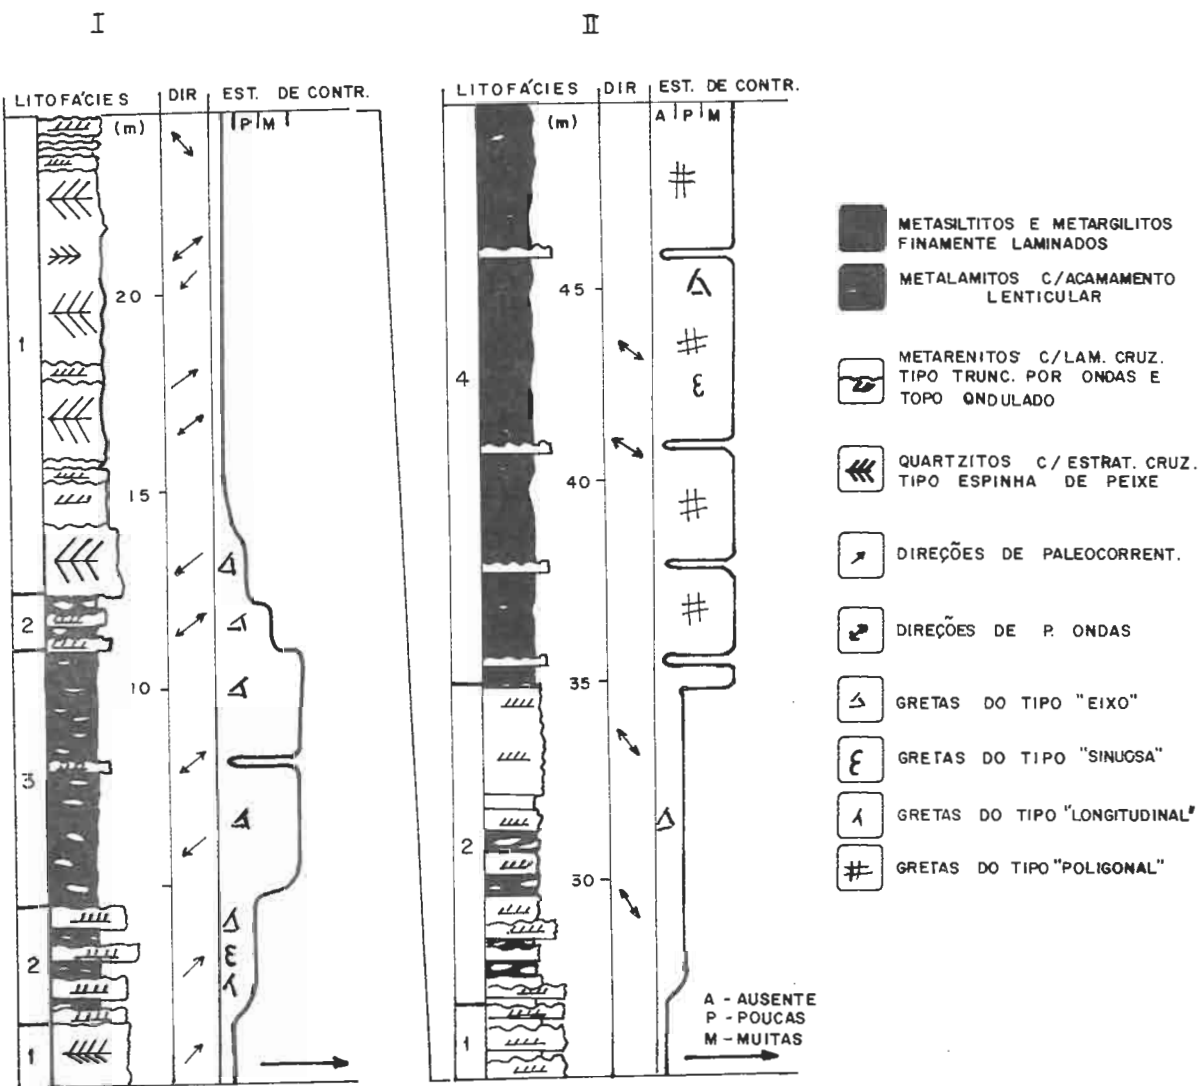 I
LITOFÁCIES DIR EST. DE CONTR.
(m)
P M
1
20
15
2
10
3
2
1
II
LITOFÁCIES DIR EST. DE CONTR.
(m)
A P M
45
4
40
35
2
30
1
A - AUSENTE
P - POUCAS
M - MUITAS
METASILTITOS E METARGILITOS
FINAMENTE LAMINADOS
METALAMITOS C/ACAMAMENTO
LENTICULAR
METARENITOS C/LAM. CRUZ.
TIPO TRUNC. POR ONDAS E
TOPO ONDULADO
QUARTZITOS C/ESTRAT. CRUZ.
TIPO ESPINHA DE PEIXE
DIREÇÕES DE PALEOCORRENT.
DIREÇÕES DE P. ONDAS
GRETAS DO TIPO "EIXO"
GRETAS DO TIPO "SINUOSA"
GRETAS DO TIPO "LONGITUDINAL"
GRETAS DO TIPO "POLIGONAL"